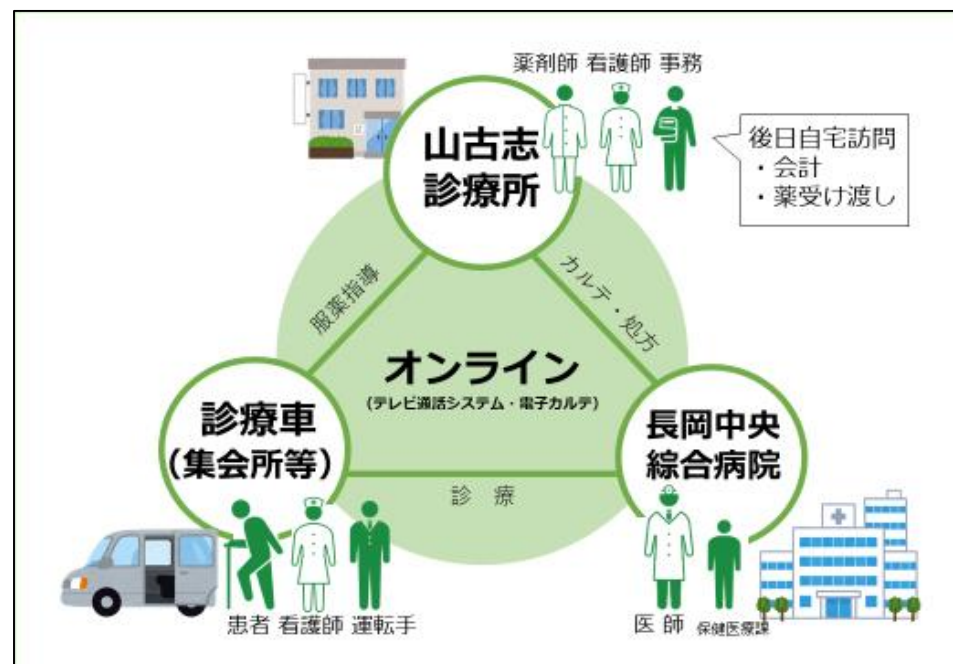 薬剤師 看護師 事務
山古志
診療所
後日自宅訪問
・会計
・薬受け渡し
服薬指導
カルテ・処方
オンライン
(テレビ通話システム・電子カルテ)
診療車
(集会所等)
長岡中央
綜合病院
診 療
患者 看護師 運転手
医 師 保健医療課